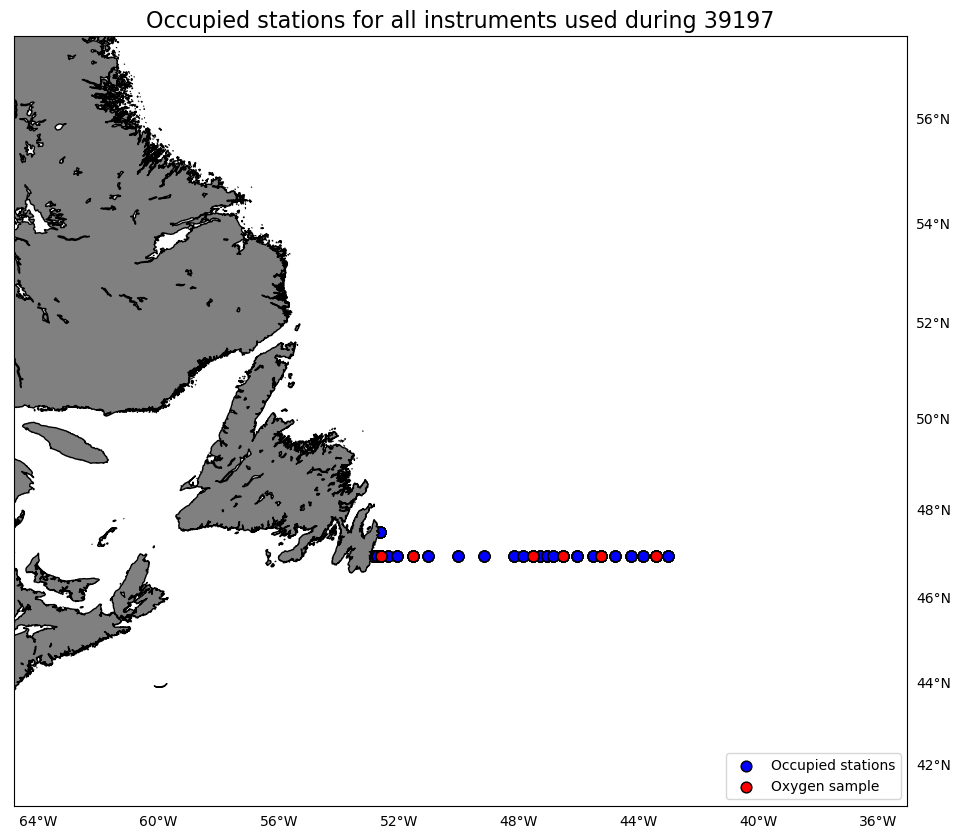 Occupied stations for all instruments used during 39197
56°N
54°N
52°N
50°N
48°N
46°N
44°N
42°N
Occupied stations
Oxygen sample
64°W 60°W 56°W 52°W 48°W 44°W 40°W 36°W